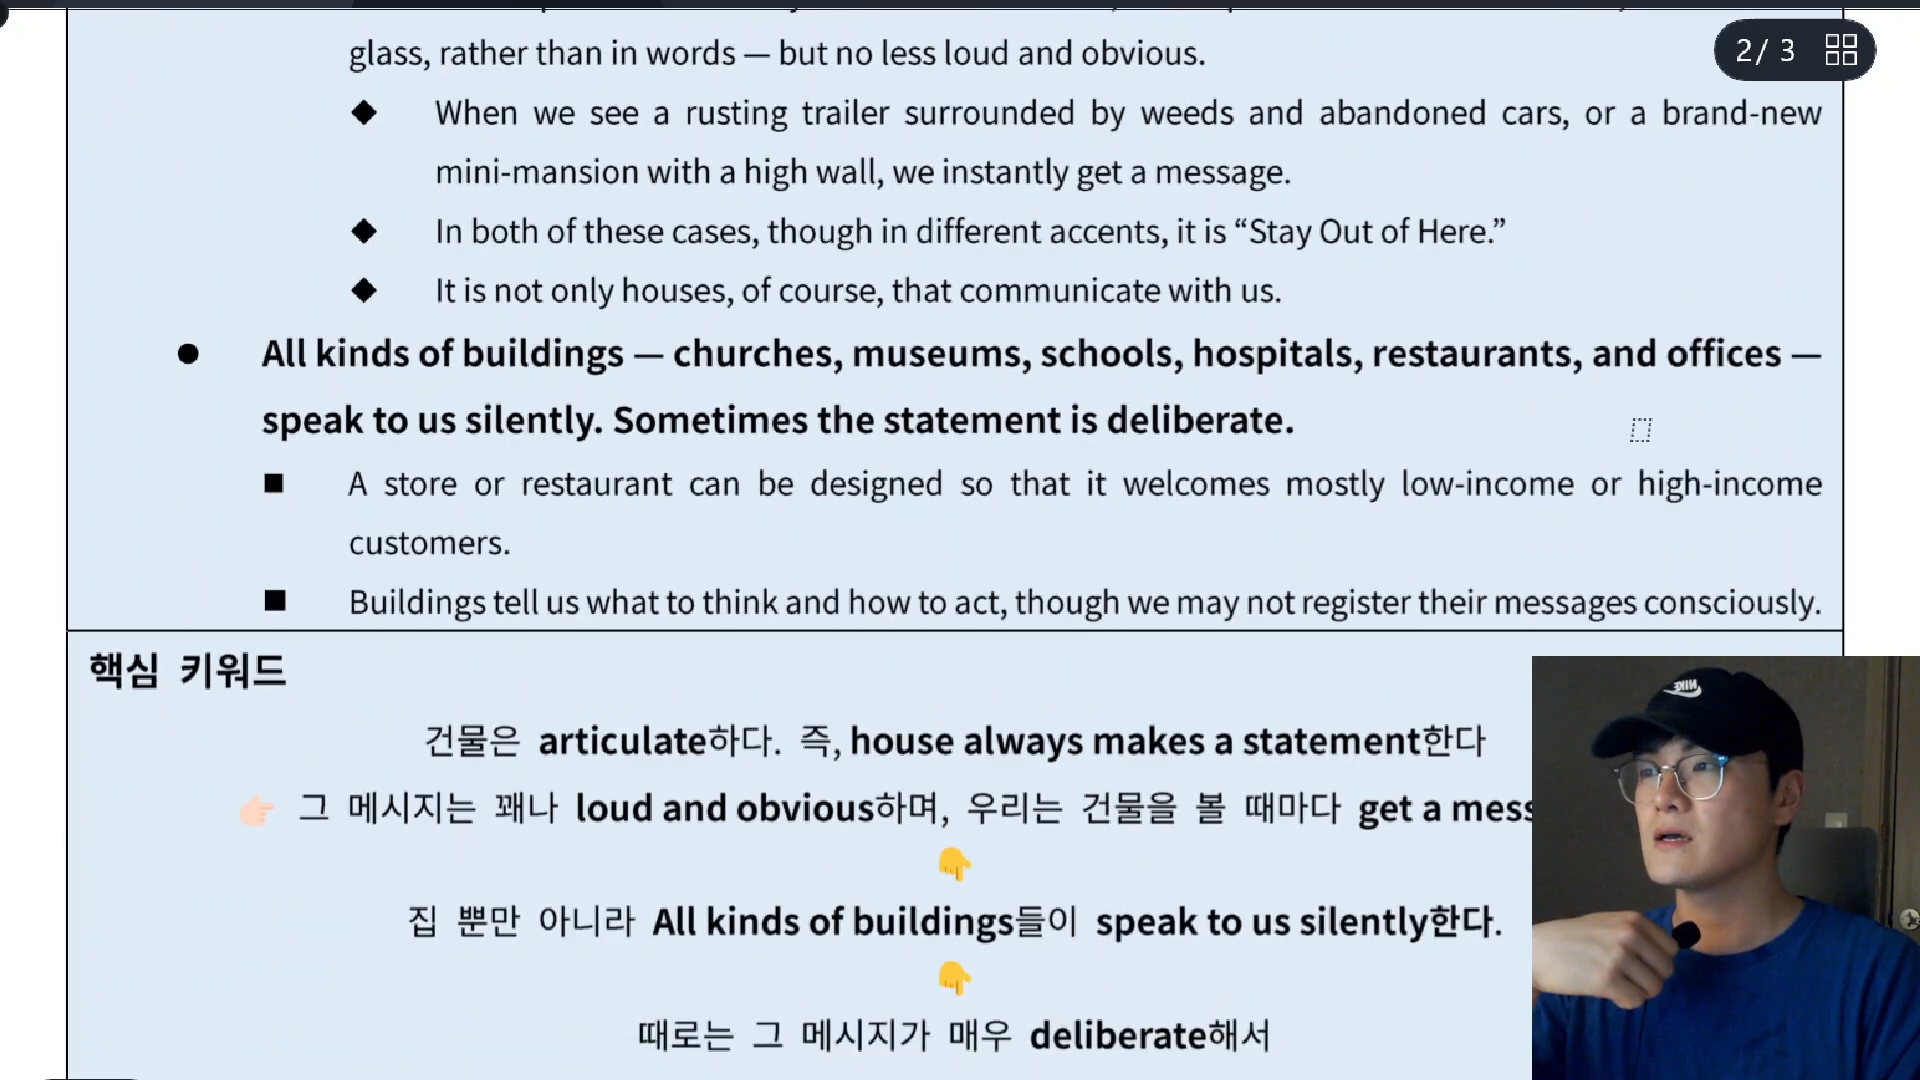 glass, rather than in words — but no less loud and obvious.
2/ 3
◆ When we see a rusting trailer surrounded by weeds and abandoned cars, or a brand-new
mini-mansion with a high wall, we instantly get a message.
◆ In both of these cases, though in different accents, it is “Stay Out of Here.”
◆ It is not only houses, of course, that communicate with us.
● All kinds of buildings — churches, museums, schools, hospitals, restaurants, and offices —
speak to us silently. Sometimes the statement is deliberate.
■ A store or restaurant can be designed so that it welcomes mostly low-income or high-income
customers.
■ Buildings tell us what to think and how to act, though we may not register their messages consciously.
핵심 키워드
건물은 articulate하다. 즉, house always makes a statement한다
👉 그 메시지는 꽤나 loud and obvious하며, 우리는 건물을 볼 때마다 get a mess
👇
집 뿐만 아니라 All kinds of buildings들이 speak to us silently한다.
👇
때로는 그 메시지가 매우 deliberate해서
NIKE